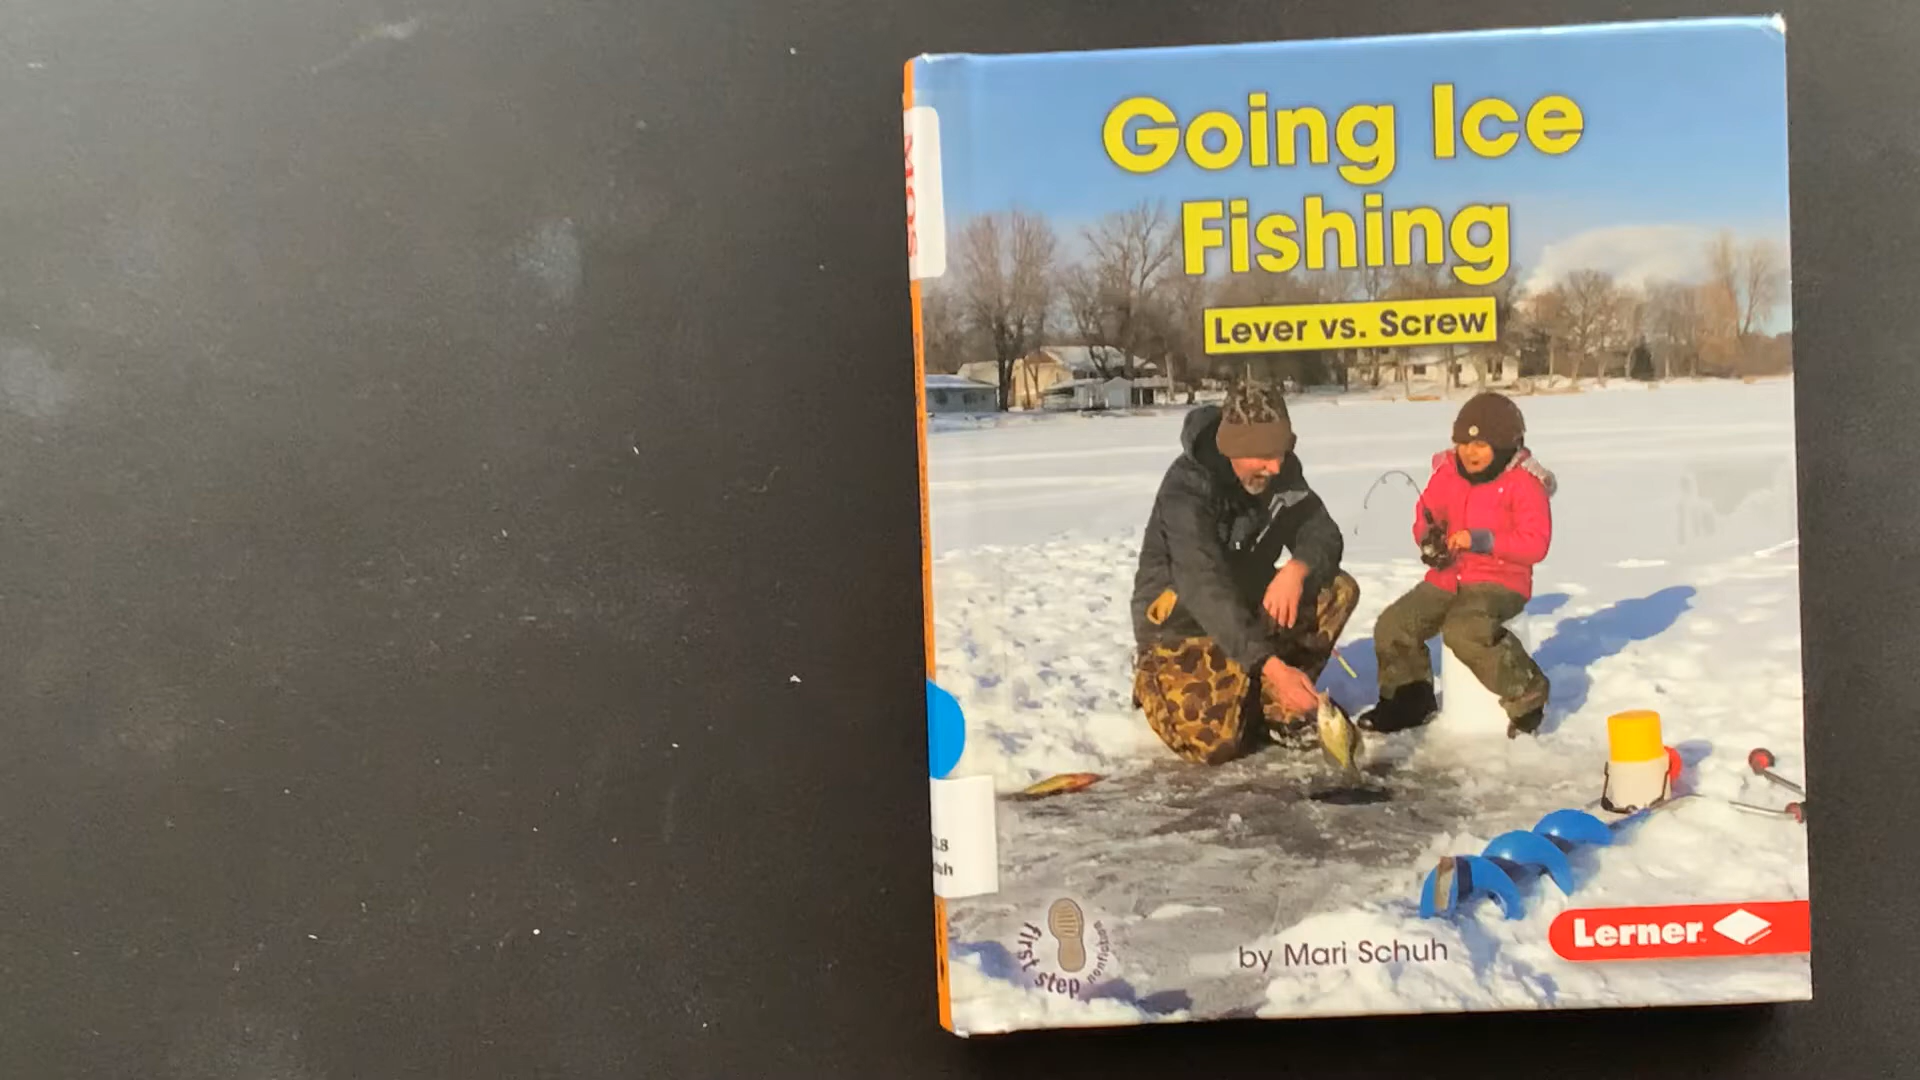 Going Ice
Fishing
Lever vs. Screw
first step
nonfiction
by Mari Schuh
Lerner